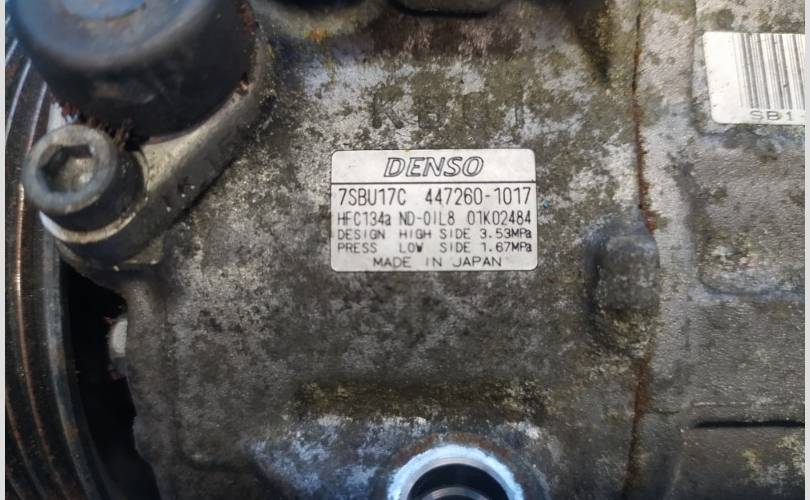 DENSO
7SBU17C 447260-1017
HFC134a ND-OIL8 01K02484
DESIGN HIGH SIDE 3.53MPa
PRESS LOW SIDE 1.67MPa
MADE IN JAPAN